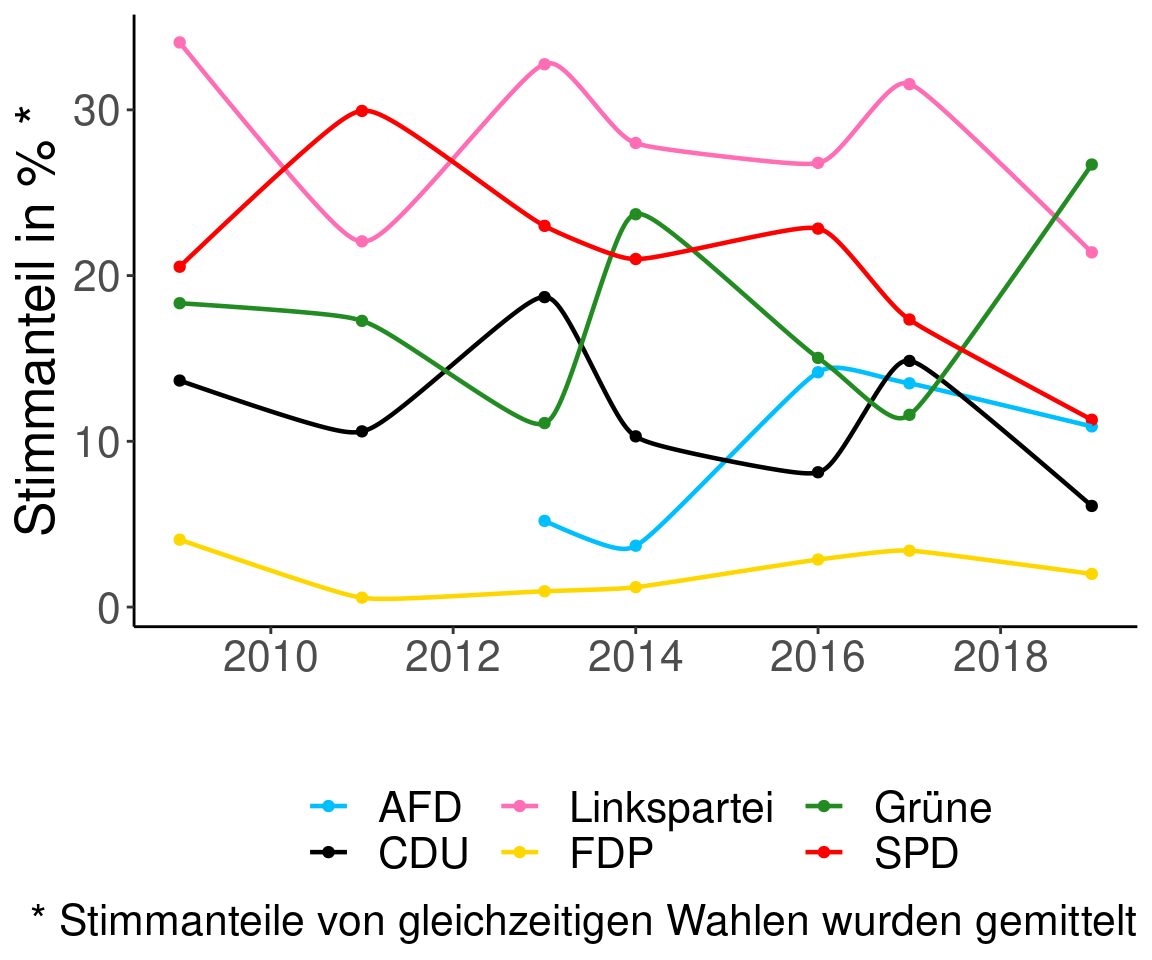 Stimmanteil in % *
30
20
10
0
2010 2012 2014 2016 2018
AFD Linkspartei Grüne
CDU FDP SPD
* Stimmanteile von gleichzeitigen Wahlen wurden gemittelt